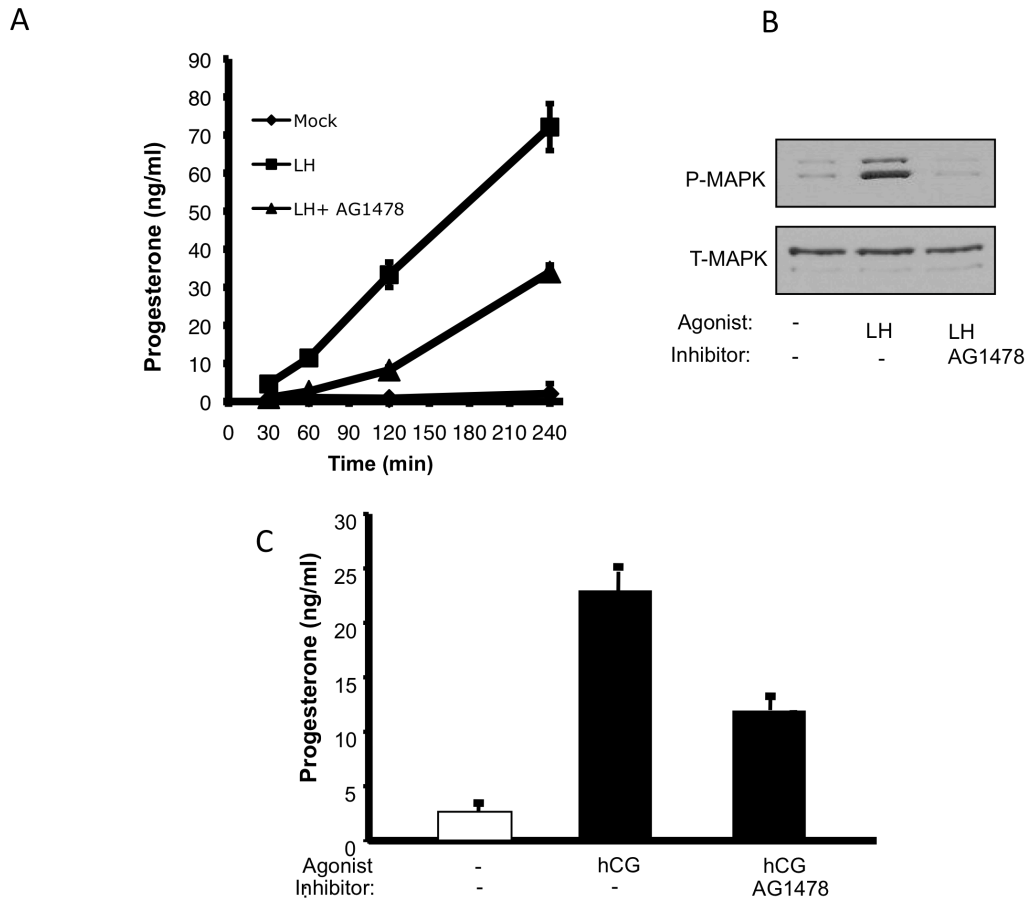 A
B
90
80
70
60
50
40
30
20
10
0
Progesterone (ng/ml)
Mock
LH
LH+ AG1478
0 30 60 90 120 150 180 210 240
Time (min)
P-MAPK
T-MAPK
Agonist: - LH LH
Inhibitor: - - AG1478
C
30
25
20
15
10
5
0
Progesterone (ng/ml)
Agonist - hCG hCG
Inhibitor: - - AG1478